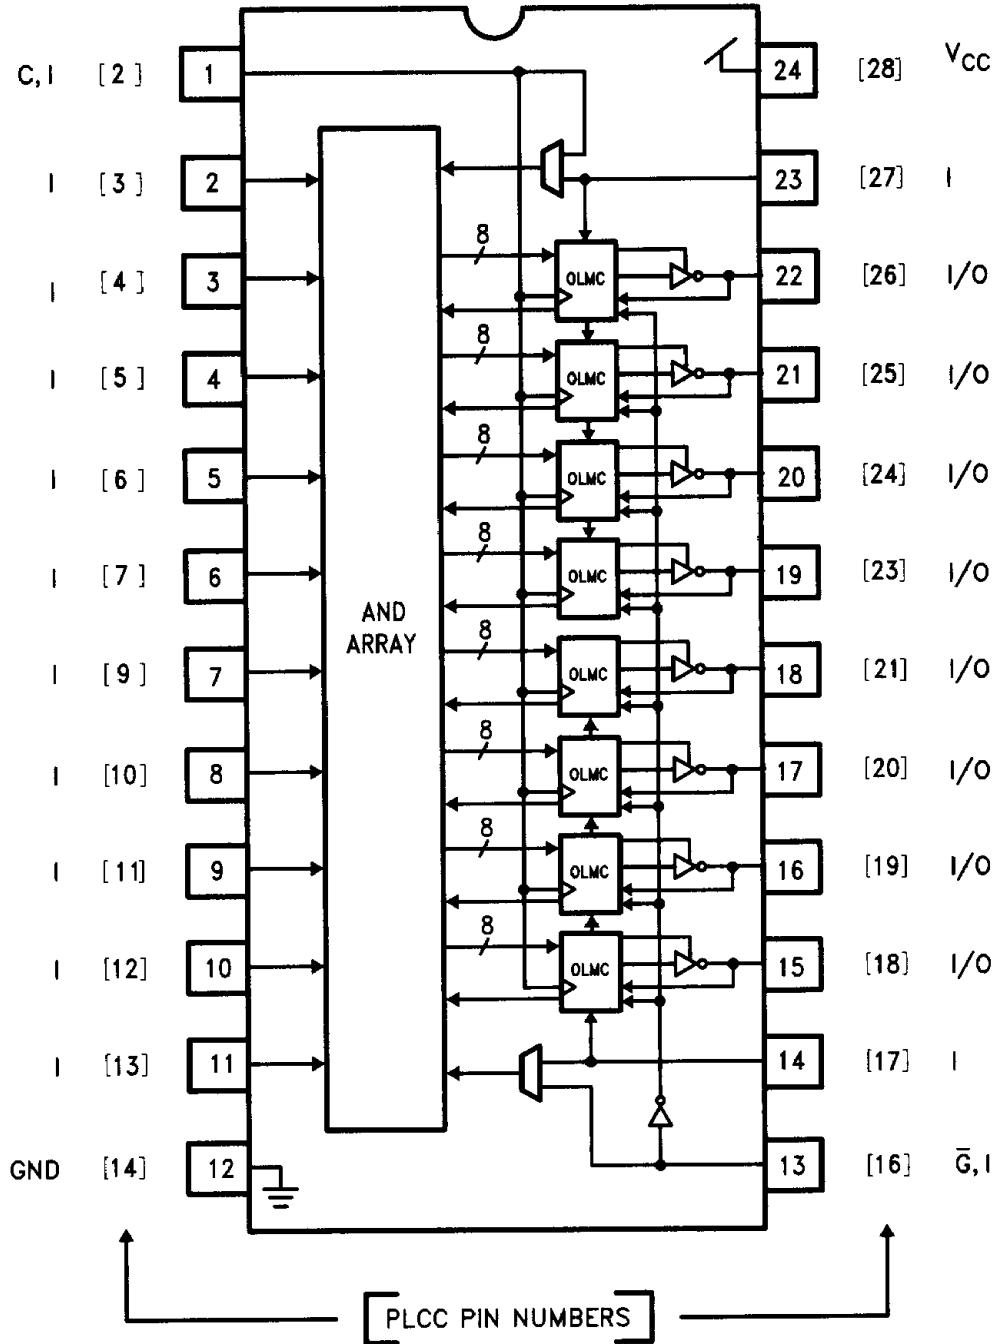 C, I [2] 1 24 [28] VCC
I [3] 2 23 [27] I
8
I [4] 3 OLMC 22 [26] I/O
8
I [5] 4 OLMC 21 [25] I/O
8
I [6] 5 OLMC 20 [24] I/O
8
I [7] 6 OLMC 19 [23] I/O
AND
ARRAY
8
I [9] 7 OLMC 18 [21] I/O
8
I [10] 8 OLMC 17 [20] I/O
8
I [11] 9 OLMC 16 [19] I/O
8
I [12] 10 OLMC 15 [18] I/O
I [13] 11 14 [17] I
GND [14] 12 13 [16] G̅, I
[PLCC PIN NUMBERS]